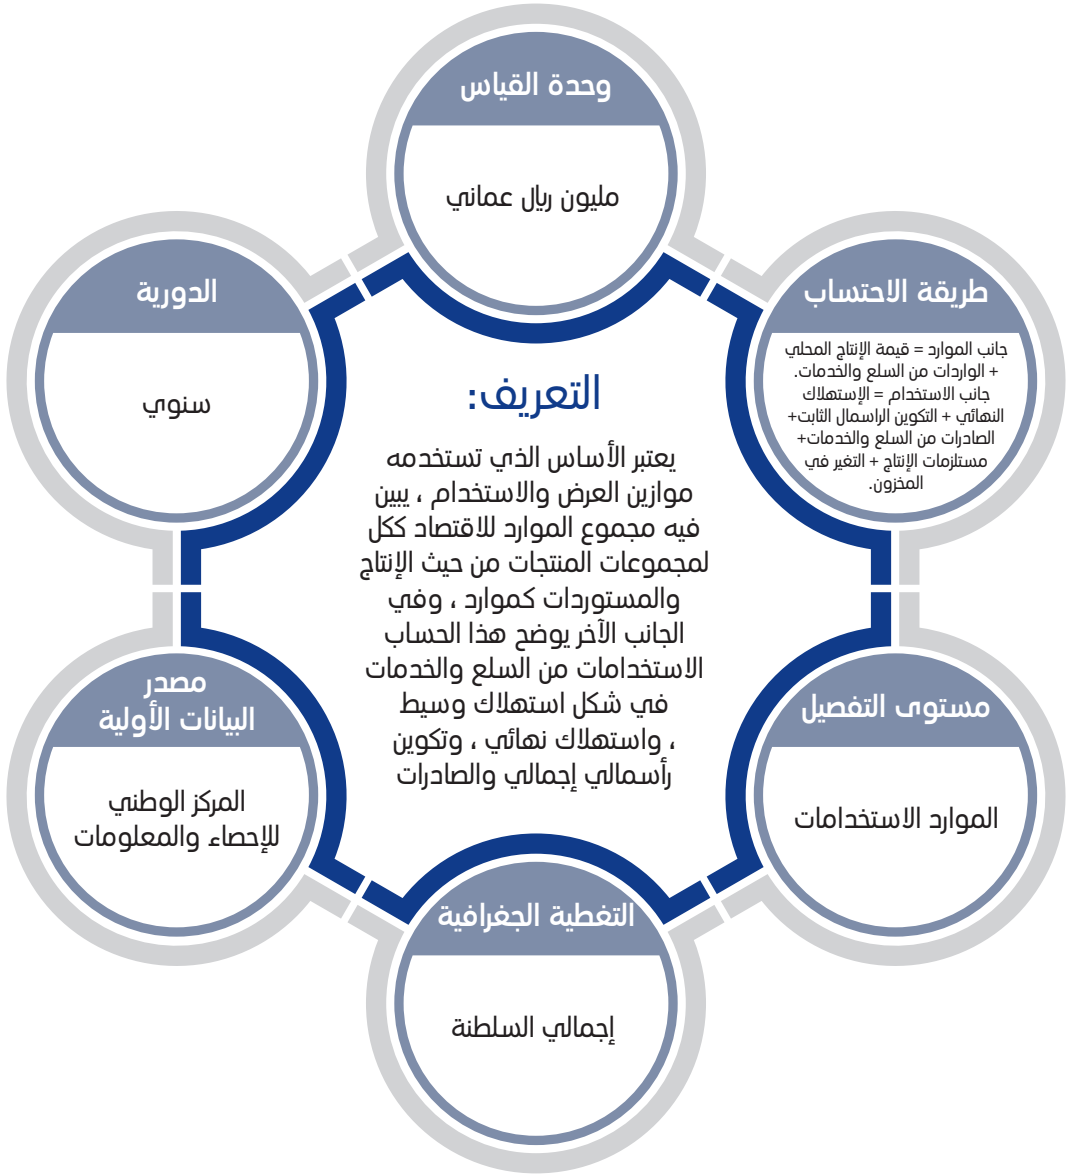 وحدة القياس
مليون ريال عماني
طريقة الاحتساب
جانب الموارد = قيمة الإنتاج المحلي
+ الواردات من السلع والخدمات.
جانب الاستخدام = الإستهلاك
النهائي + التكوين الراسمال الثابت+
الصادرات من السلع والخدمات+
مستلزمات الإنتاج + التغير في
المخزون.
الدورية
سنوي
التعريف:
يعتبر الأساس الذي تستخدمه
موازين العرض والاستخدام ، يبين
فيه مجموع الموارد للاقتصاد ككل
لمجموعات المنتجات من حيث الإنتاج
والمستوردات كموارد ، وفي
الجانب الآخر يوضح هذا الحساب
الاستخدامات من السلع والخدمات
في شكل استهلاك وسيط
، واستهلاك نهائي ، وتكوين
رأسمالي إجمالي والصادرات
مستوى التفصيل
الموارد الاستخدامات
مصدر
البيانات الأولية
المركز الوطني
للإحصاء والمعلومات
التغطية الجغرافية
إجمالي السلطنة